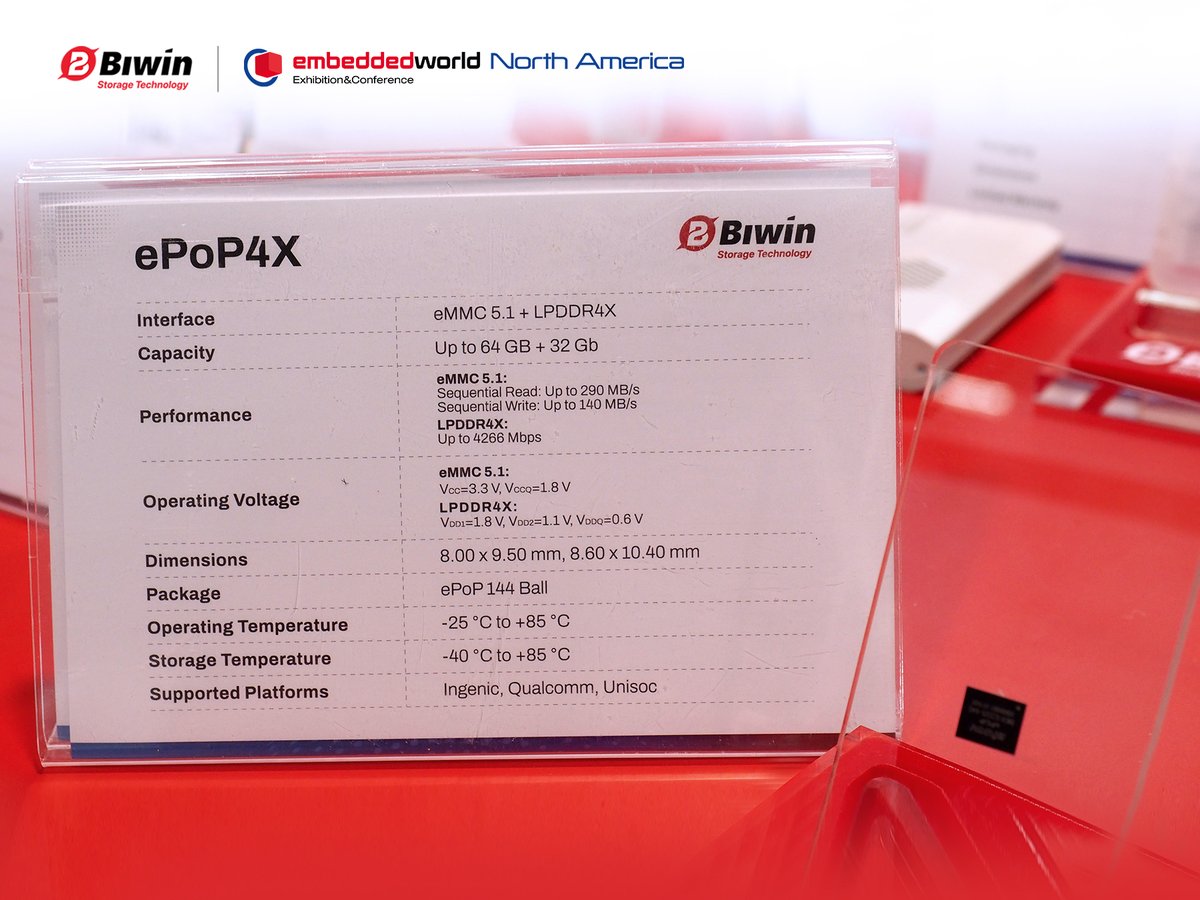 Biwin
Storage Technology
embeddedworld North America
Exhibition&Conference
ePoP4X
Biwin
Storage Technology
Interface eMMC 5.1 + LPDDR4X
Capacity Up to 64 GB + 32 Gb
Performance
eMMC 5.1:
Sequential Read: Up to 290 MB/s
Sequential Write: Up to 140 MB/s
LPDDR4X:
Up to 4266 Mbps
Operating Voltage
eMMC 5.1:
VCC=3.3 V, VCCQ=1.8 V
LPDDR4X:
VDD1=1.8 V, VDD2=1.1 V, VDDQ=0.6 V
Dimensions 8.00 x 9.50 mm, 8.60 x 10.40 mm
Package ePoP 144 Ball
Operating Temperature -25 °C to +85 °C
Storage Temperature -40 °C to +85 °C
Supported Platforms Ingenic, Qualcomm, Unisoc